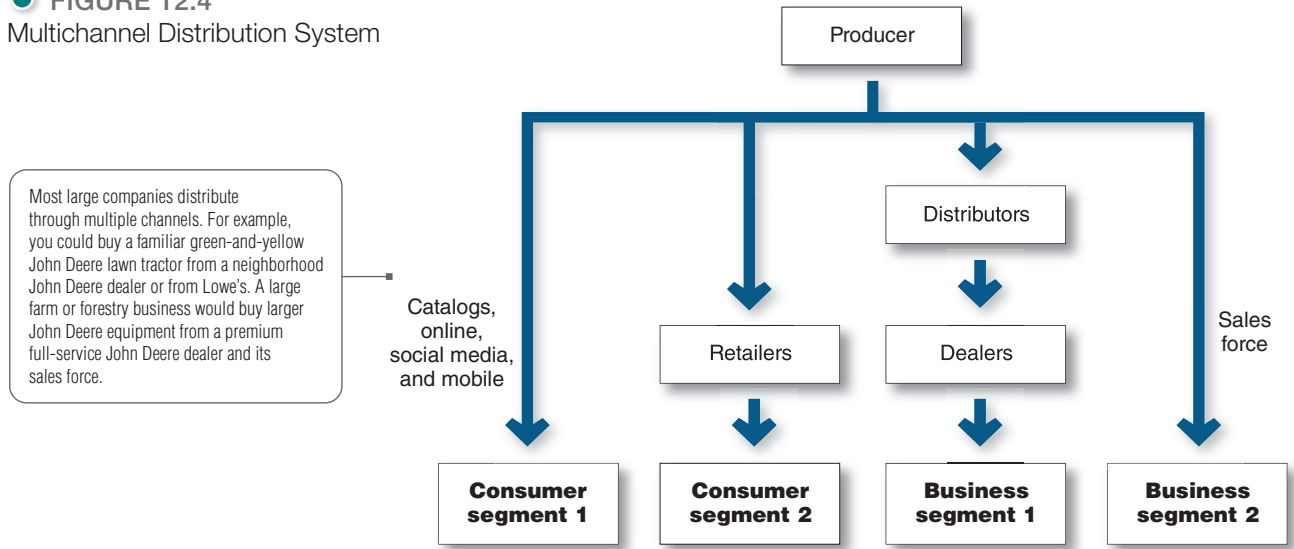 FIGURE 12.4
Multichannel Distribution System
Producer
Most large companies distribute
through multiple channels. For example,
you could buy a familiar green-and-yellow
John Deere lawn tractor from a neighborhood
John Deere dealer or from Lowe's. A large
farm or forestry business would buy larger
John Deere equipment from a premium
full-service John Deere dealer and its
sales force.
Catalogs,
online,
social media,
and mobile
Distributors
Retailers
Dealers
Sales
force
Consumer
segment 1
Consumer
segment 2
Business
segment 1
Business
segment 2